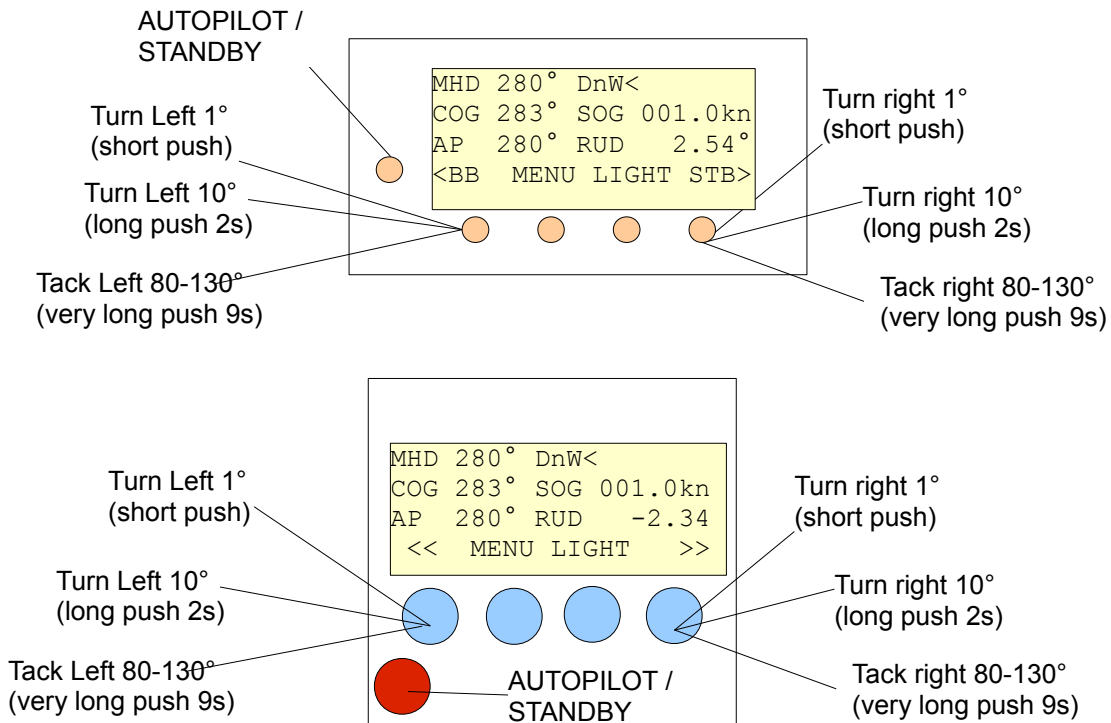 AUTOPILOT /
STANDBY
Turn Left 1°
(short push)
Turn Left 10°
(long push 2s)
Tack Left 80-130°
(very long push 9s)
MHD 280° DnW<
COG 283° SOG 001.0kn
AP 280° RUD 2.54°
<BB MENU LIGHT STB>
Turn right 1°
(short push)
Turn right 10°
(long push 2s)
Tack right 80-130°
(very long push 9s)
Turn Left 1°
(short push)
Turn Left 10°
(long push 2s)
Tack Left 80-130°
(very long push 9s)
MHD 280° DnW<
COG 283° SOG 001.0kn
AP 280° RUD -2.34
<< MENU LIGHT >>
Turn right 1°
(short push)
Turn right 10°
(long push 2s)
Tack right 80-130°
(very long push 9s)
AUTOPILOT /
STANDBY